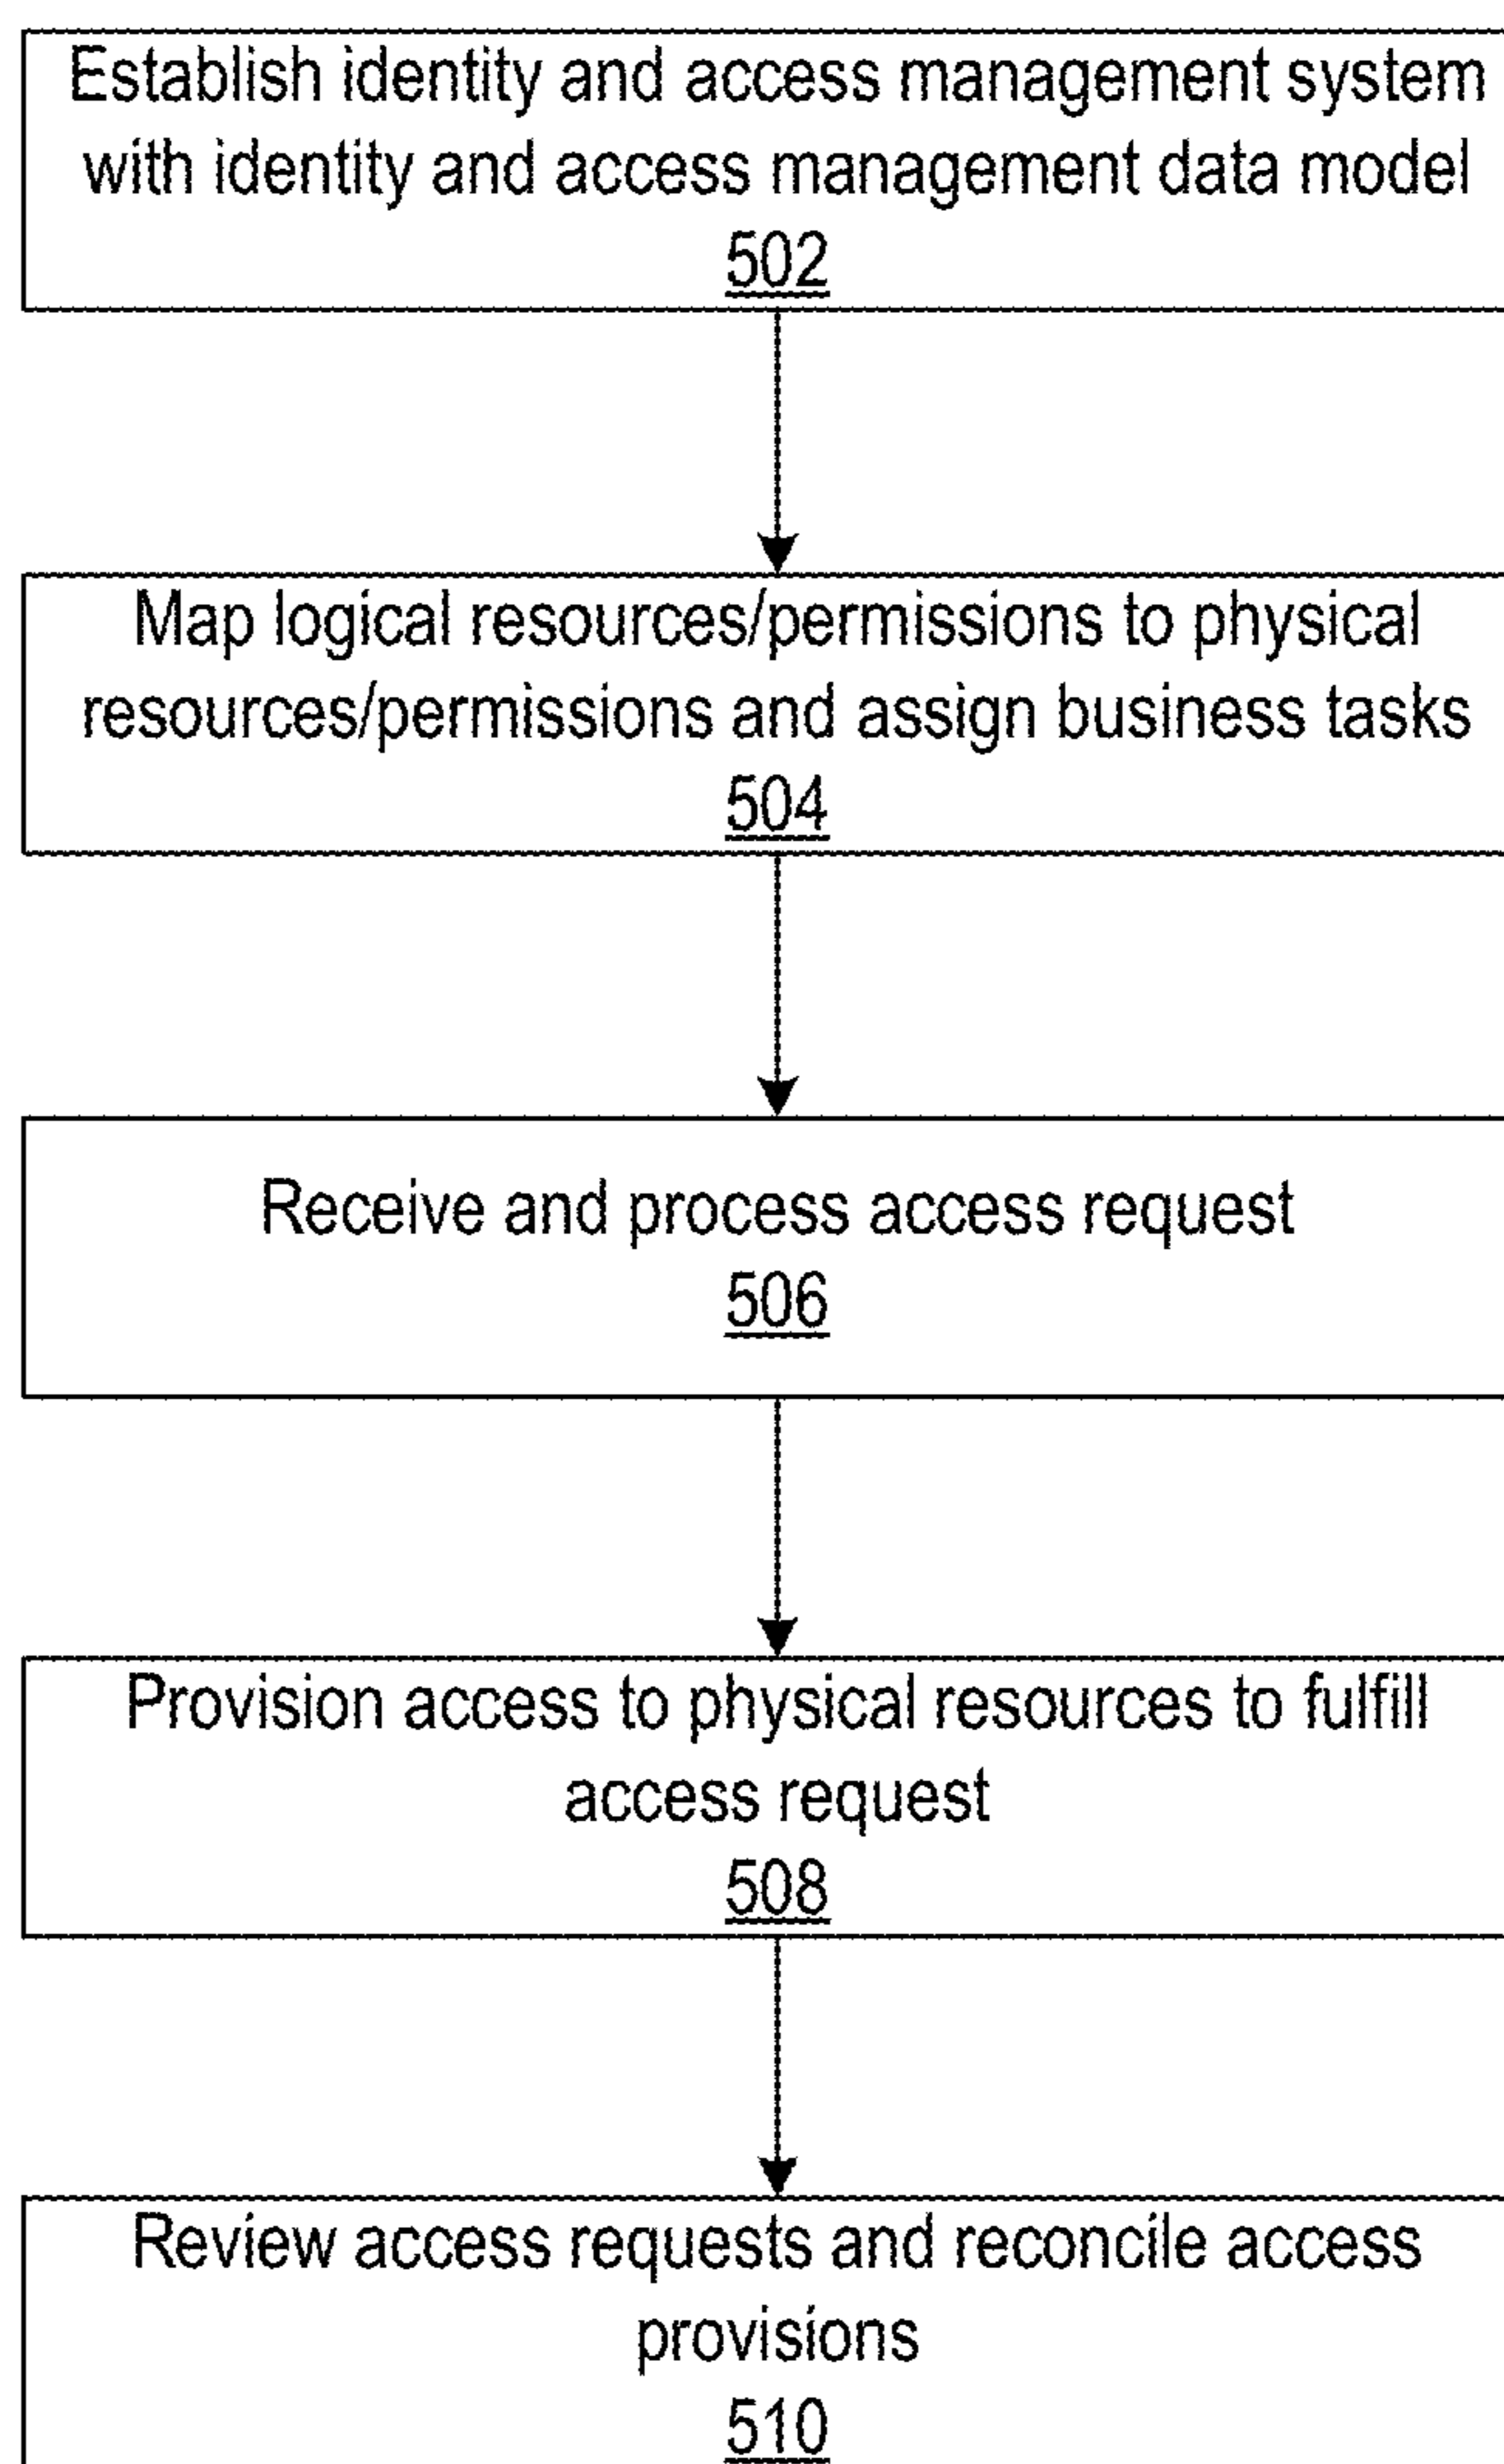 Establish identity and access management system
with identity and access management data model
502
Map logical resources/permissions to physical
resources/permissions and assign business tasks
504
Receive and process access request
506
Provision access to physical resources to fulfill
access request
508
Review access requests and reconcile access
provisions
510